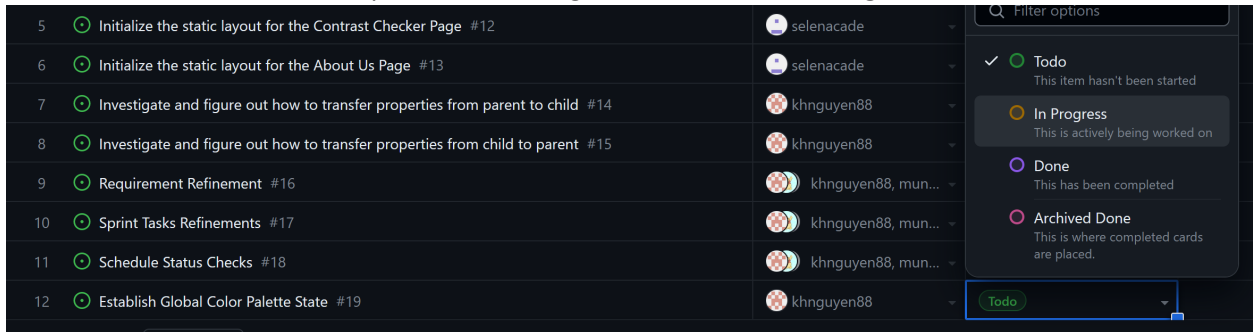 5 Initialize the static layout for the Contrast Checker Page #12 selenacade
6 Initialize the static layout for the About Us Page #13 selenacade
7 Investigate and figure out how to transfer properties from parent to child #14 khnguyen88
8 Investigate and figure out how to transfer properties from child to parent #15 khnguyen88
9 Requirement Refinement #16 khnguyen88, mun...
10 Sprint Tasks Refinements #17 khnguyen88, mun...
11 Schedule Status Checks #18 khnguyen88, mun...
12 Establish Global Color Palette State #19 khnguyen88 Todo
Filter options
Todo
This item hasn't been started
In Progress
This is actively being worked on
Done
This has been completed
Archived Done
This is where completed cards
are placed.